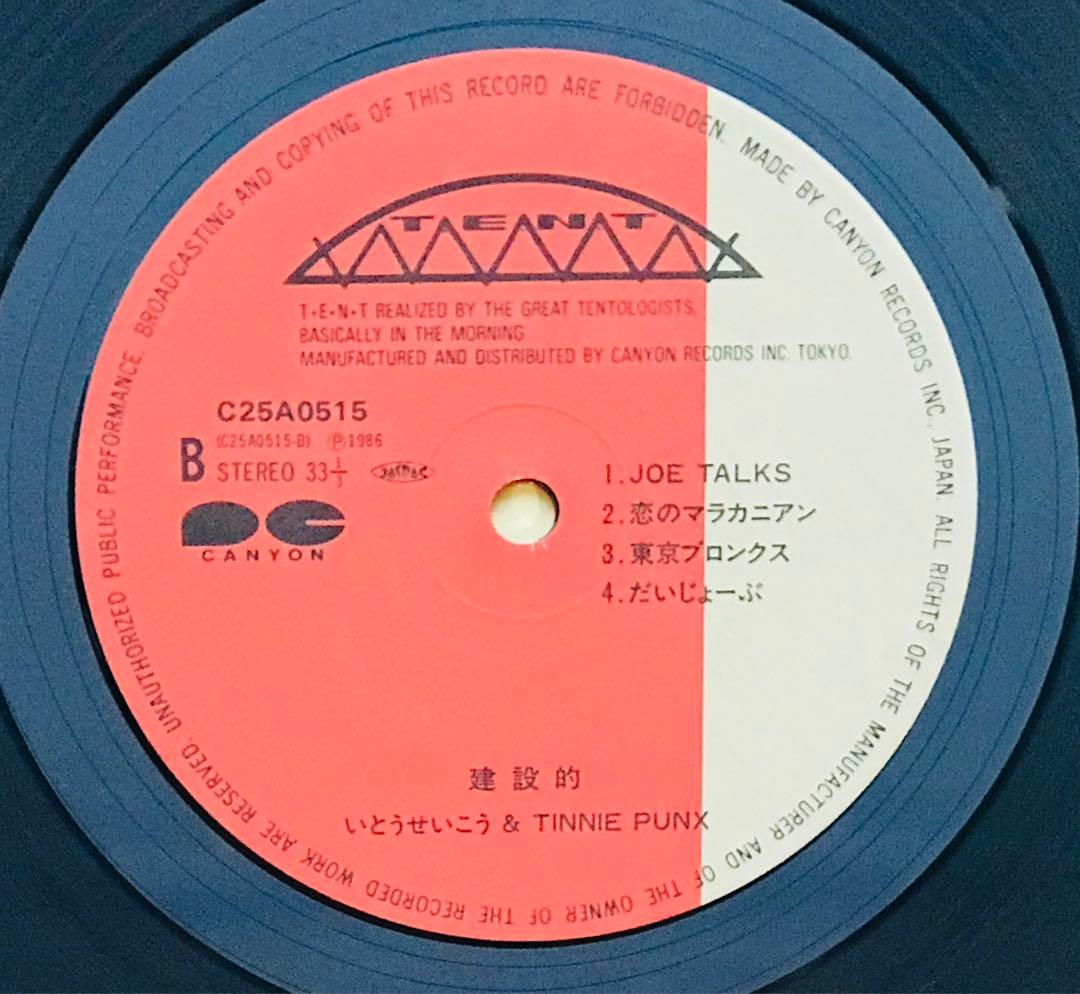 UNAUTHORIZED PUBLIC PERFORMANCE, BROADCASTING AND COPYING OF THIS RECORD ARE FORBIDDEN. MADE BY CANYON RECORDS INC., JAPAN. ALL RIGHTS OF THE MANUFACTURER AND OF THE OWNER OF THE RECORDED WORK ARE RESERVED.
TENT
T・E・N・T REALIZED BY THE GREAT TENTOLOGISTS,
BASICALLY IN THE MORNING
MANUFACTURED AND DISTRIBUTED BY CANYON RECORDS INC. TOKYO.
C25A0515
(C25A0515-B) Ⓟ1986
B
STEREO 33⅓
JASRAC
CANYON
1.JOE TALKS
2.恋のマラカニアン
3.東京ブロンクス
4.だいじょーぶ
建設的
いとうせいこう & TINNIE PUNX